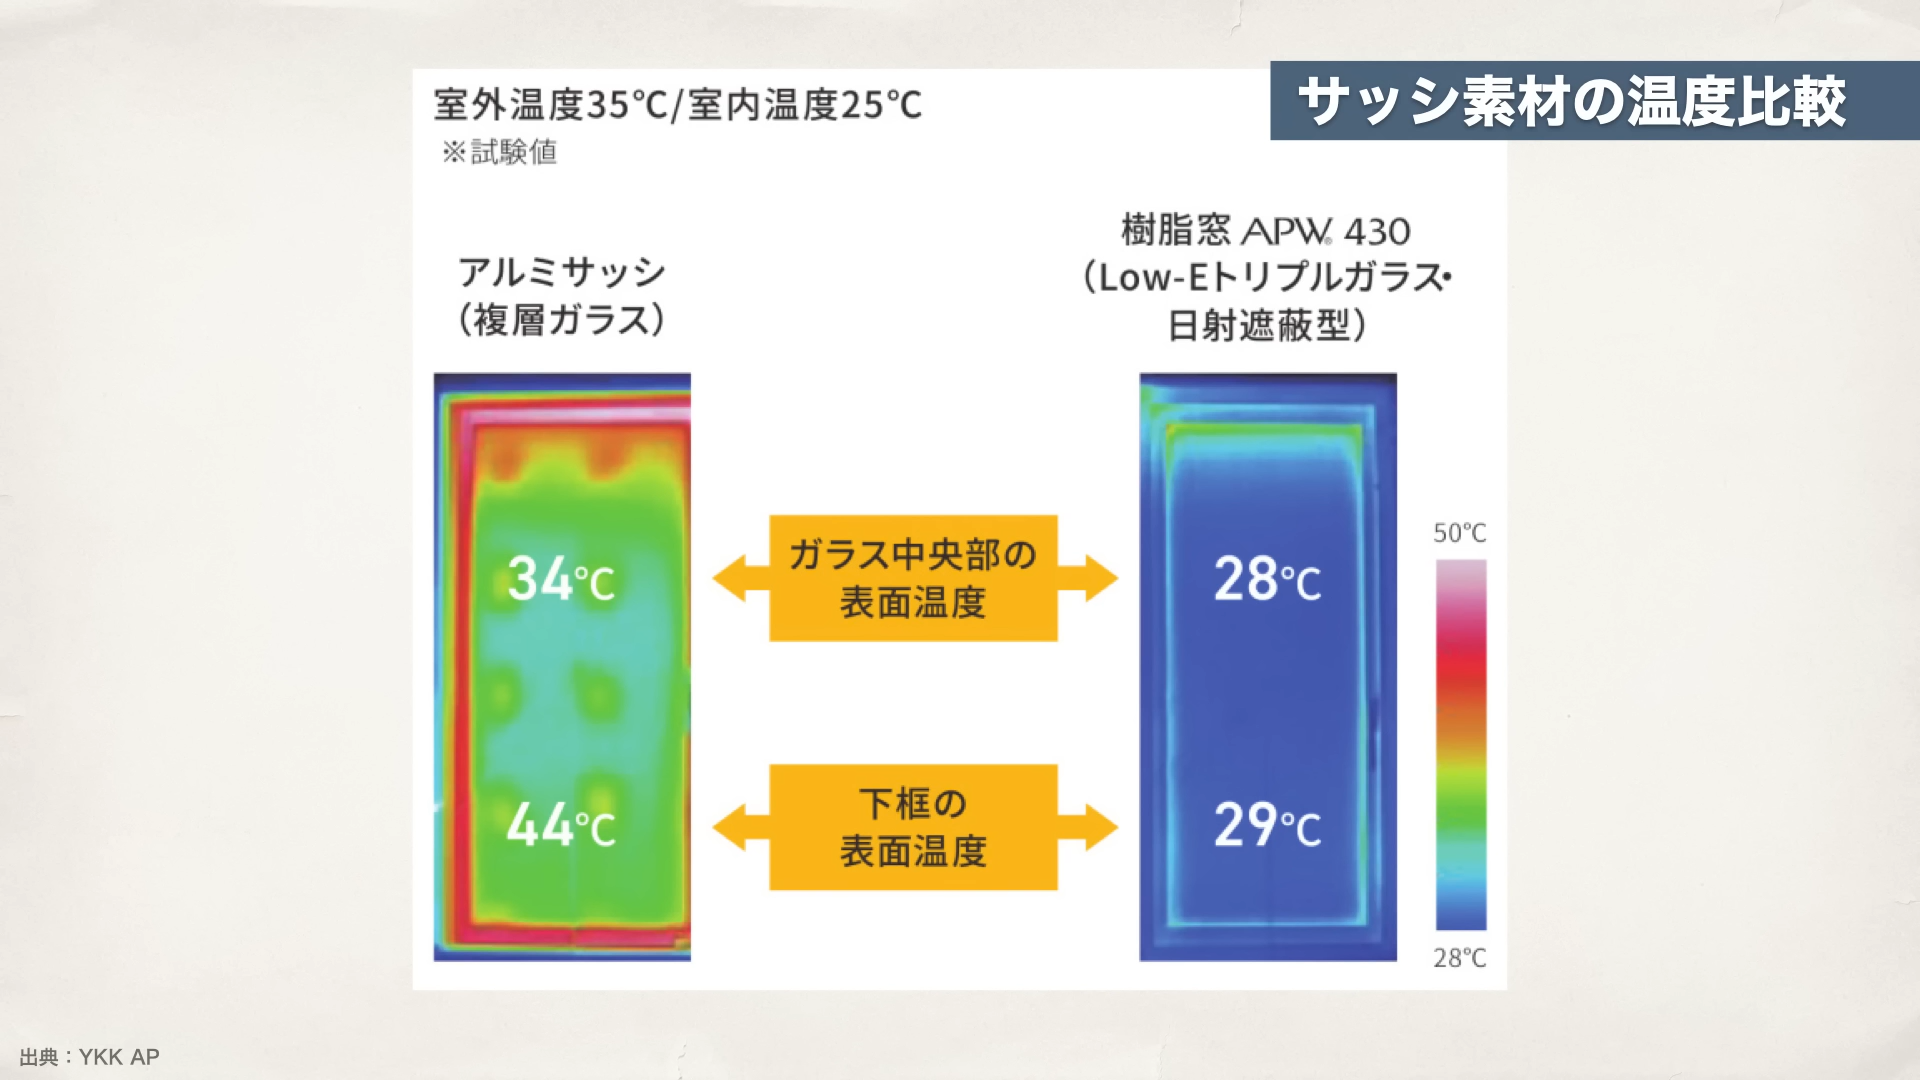 サッシ素材の温度比較
室外温度35℃/室内温度25℃
※試験値
アルミサッシ
（複層ガラス）
樹脂窓 APW® 430
（Low-Eトリプルガラス・
日射遮蔽型）
34℃
ガラス中央部の
表面温度
28℃
44℃
下框の
表面温度
29℃
50℃
28℃
出典：YKK AP